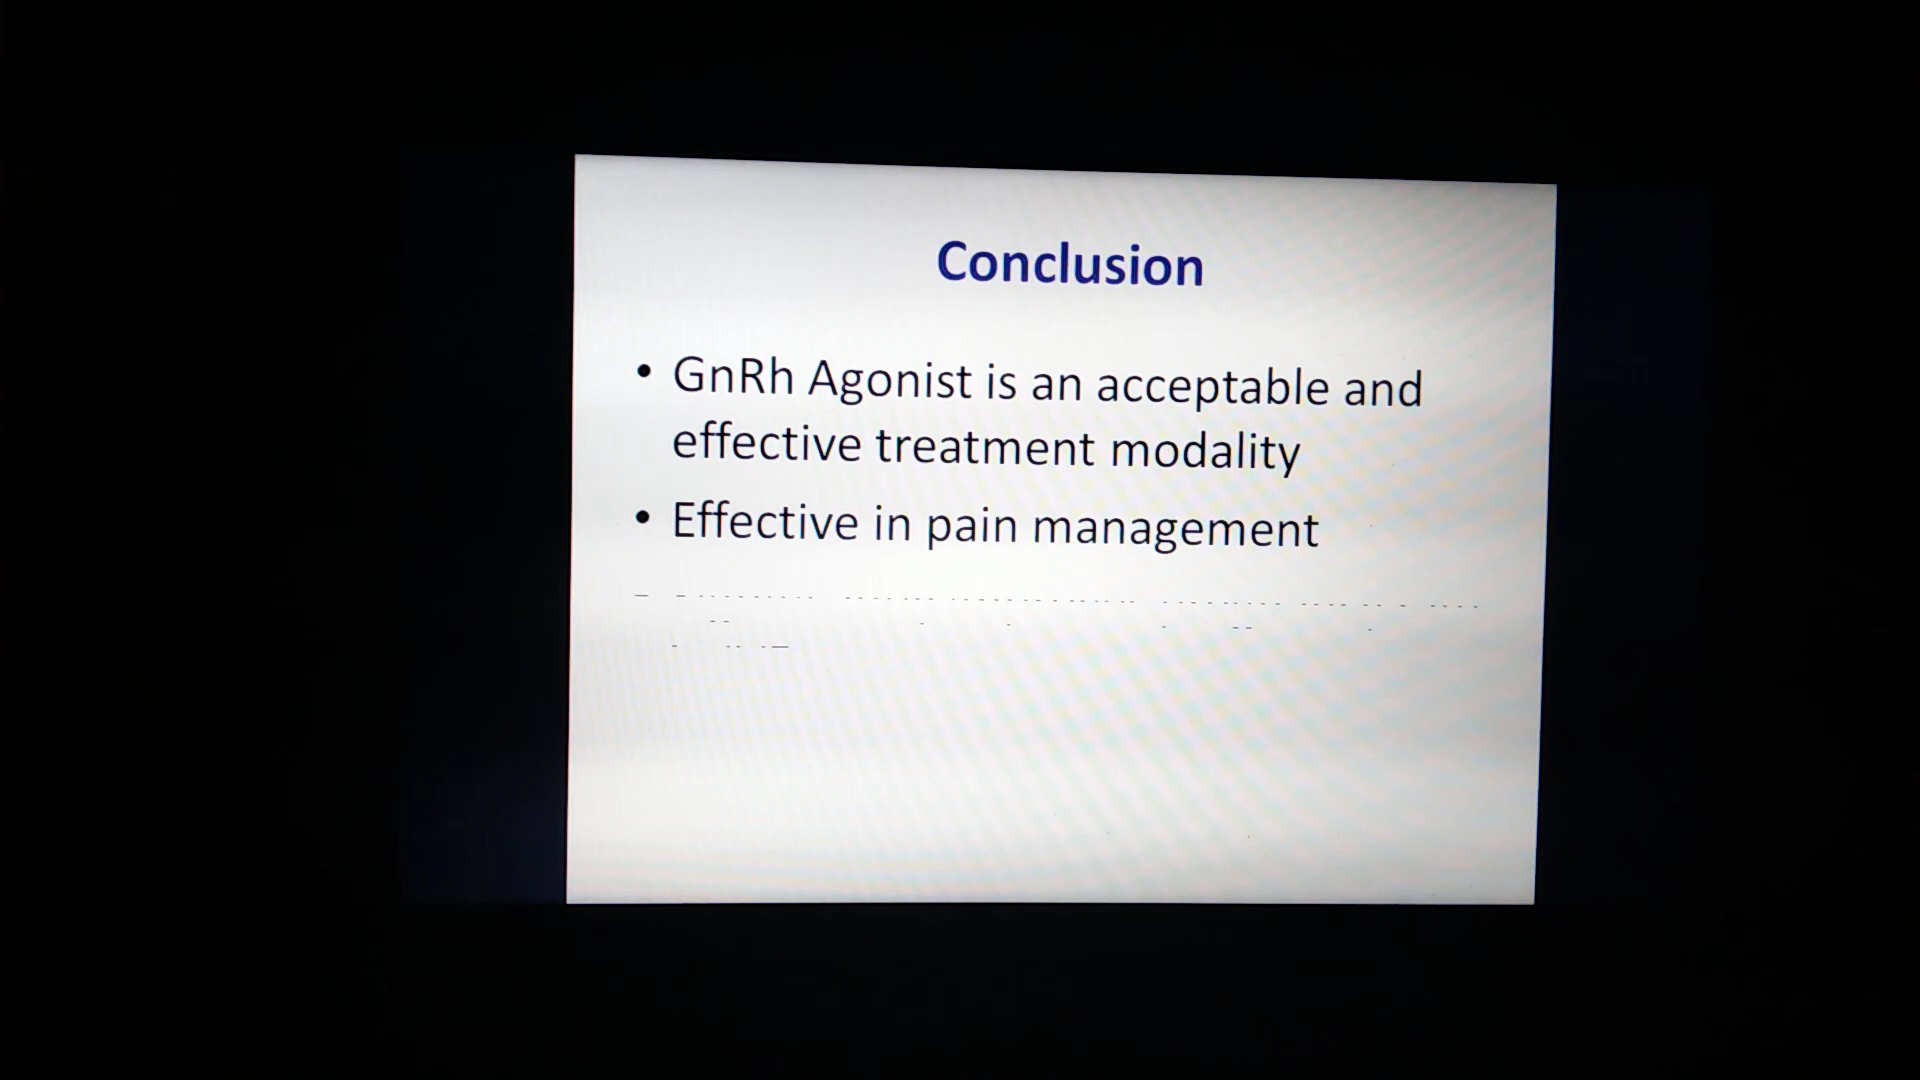 Conclusion
• GnRh Agonist is an acceptable and
effective treatment modality
• Effective in pain management